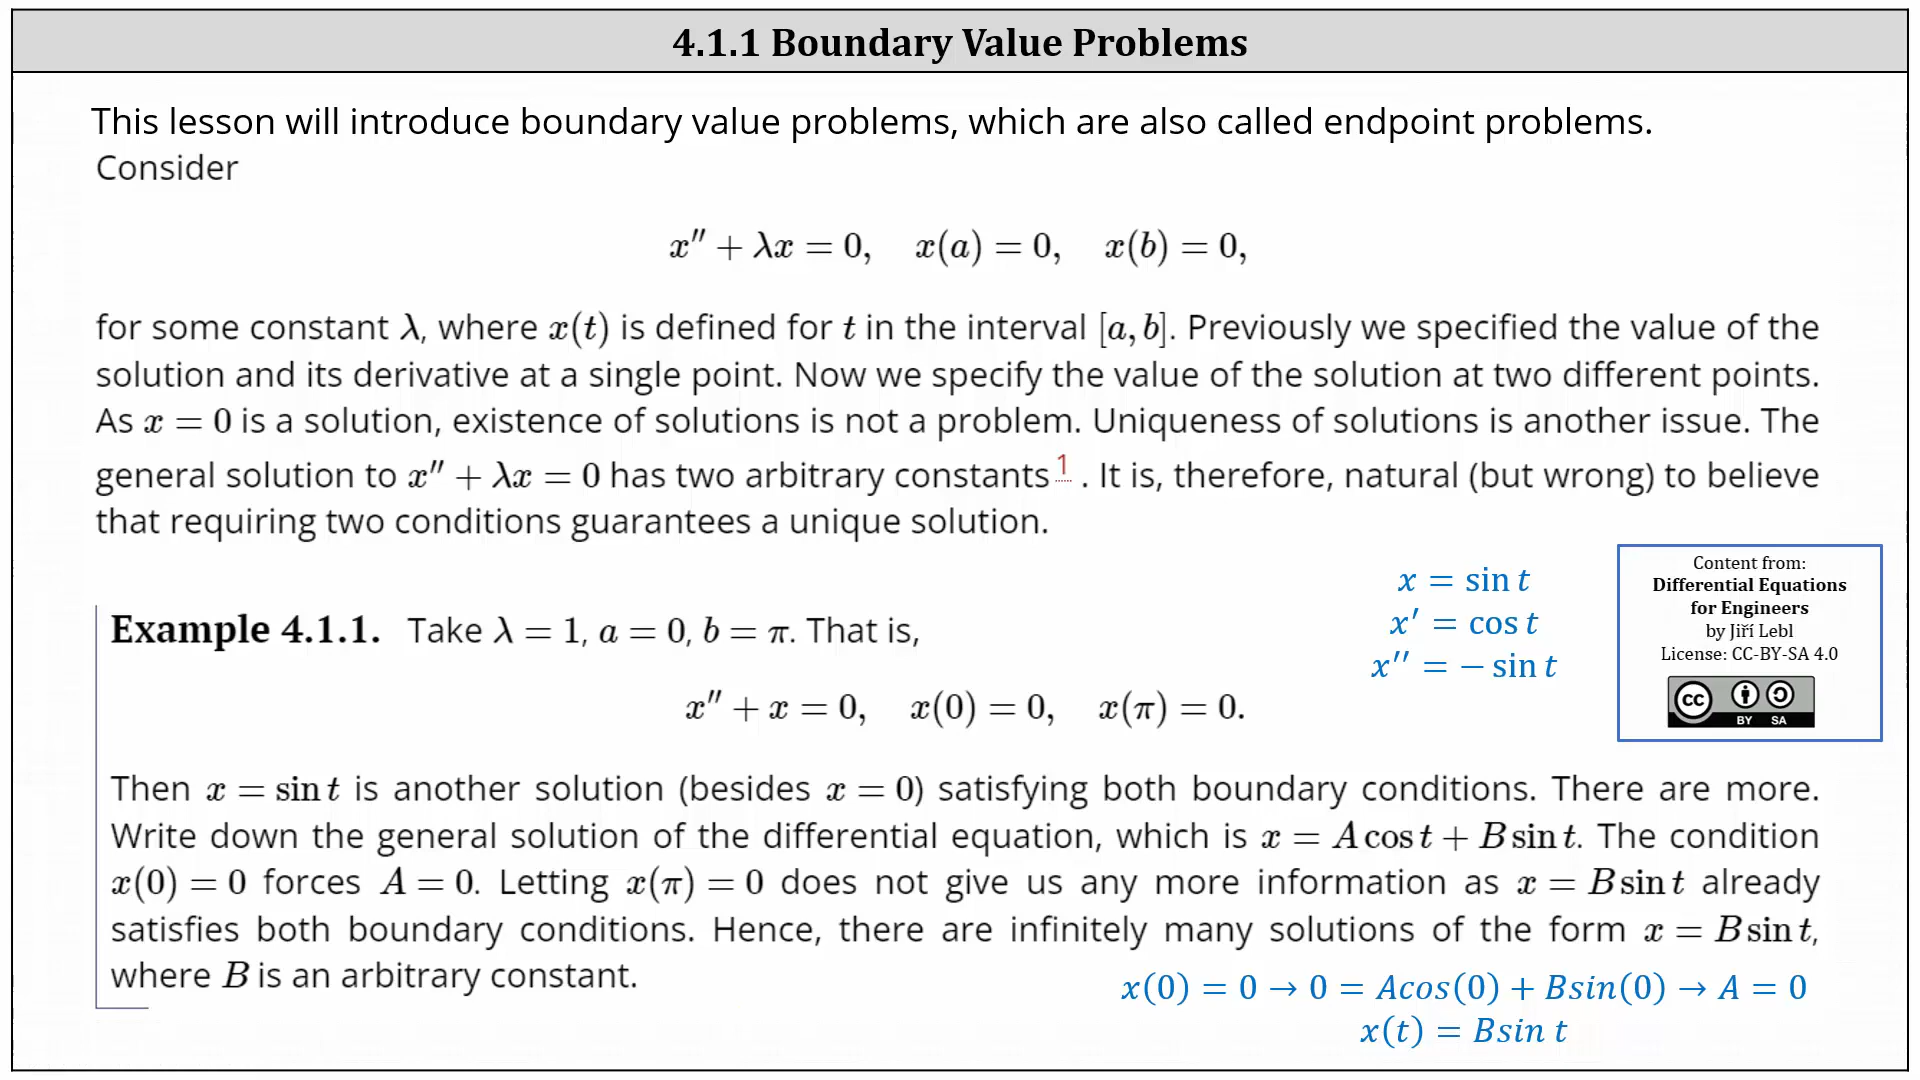 4.1.1 Boundary Value Problems
This lesson will introduce boundary value problems, which are also called endpoint problems.
Consider
x″ + λx = 0, x(a) = 0, x(b) = 0,
for some constant λ, where x(t) is defined for t in the interval [a, b]. Previously we specified the value of the
solution and its derivative at a single point. Now we specify the value of the solution at two different points.
As x = 0 is a solution, existence of solutions is not a problem. Uniqueness of solutions is another issue. The
general solution to x″ + λx = 0 has two arbitrary constants 1 . It is, therefore, natural (but wrong) to believe
that requiring two conditions guarantees a unique solution.
x = sin t
x′ = cos t
x″ = − sin t
Content from:
Differential Equations
for Engineers
by Jiří Lebl
License: CC-BY-SA 4.0
cc
BY SA
Example 4.1.1. Take λ = 1, a = 0, b = π. That is,
x″ + x = 0, x(0) = 0, x(π) = 0.
Then x = sin t is another solution (besides x = 0) satisfying both boundary conditions. There are more.
Write down the general solution of the differential equation, which is x = A cos t + B sin t. The condition
x(0) = 0 forces A = 0. Letting x(π) = 0 does not give us any more information as x = B sin t already
satisfies both boundary conditions. Hence, there are infinitely many solutions of the form x = B sin t,
where B is an arbitrary constant.
x(0) = 0 → 0 = Acos(0) + Bsin(0) → A = 0
x(t) = Bsin t